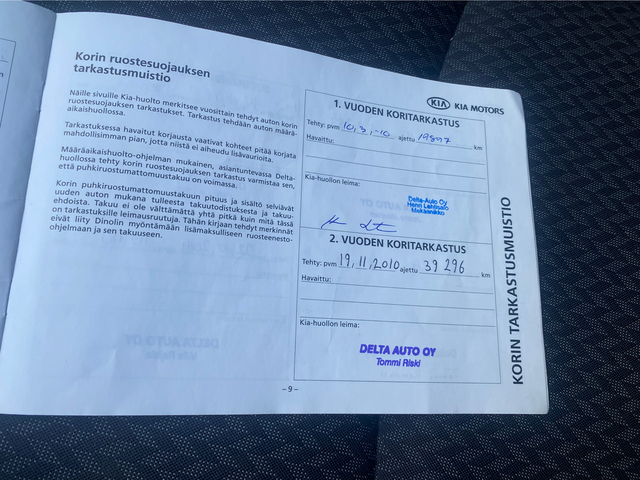 Korin ruostesuojauksen
tarkastusmuistio
Näille sivuille Kia-huolto merkitsee vuosittain tehdyt auton korin
ruostesuojauksen tarkastukset. Tarkastus tehdään auton määrä-
aikaishuollossa.
Tarkastuksessa havaitut korjausta vaativat kohteet pitää korjata
mahdollisimman pian, jotta niistä ei aiheudu lisävaurioita.
Määräaikaishuolto-ohjelman mukainen, asiantuntevassa Delta-
huollossa tehty korin ruostesuojauksen tarkastus varmistaa sen,
että puhkiruostumattomuustakuu on voimassa.
Korin puhkiruostumattomuustakuun pituus ja sisältö selviävät
uuden auton mukana tulleesta takuutodistuksesta ja takuu-
ehdoista. Takuu ei ole välttämättä yhtä pitkä kuin mitä tässä
on tarkastuksille leimausruutuja. Tähän kirjaan tehdyt merkinnät
eivät liity Dinolin myöntämään lisämaksulliseen ruosteenesto-
ohjelmaan ja sen takuuseen.
KIA KIA MOTORS
1. VUODEN KORITARKASTUS
Tehty: pvm 10,3,-10 ajettu km
Havaittu:
Kia-huollon leima:
Delta-Auto Oy
Henri Lehtisalo
Mekaanikko
2. VUODEN KORITARKASTUS
Tehty: pvm 19,11,2010 ajettu 39 296 km
Havaittu:
Kia-huollon leima:
DELTA AUTO OY
Tommi Riski
KORIN TARKASTUSMUISTIO
– 9 –